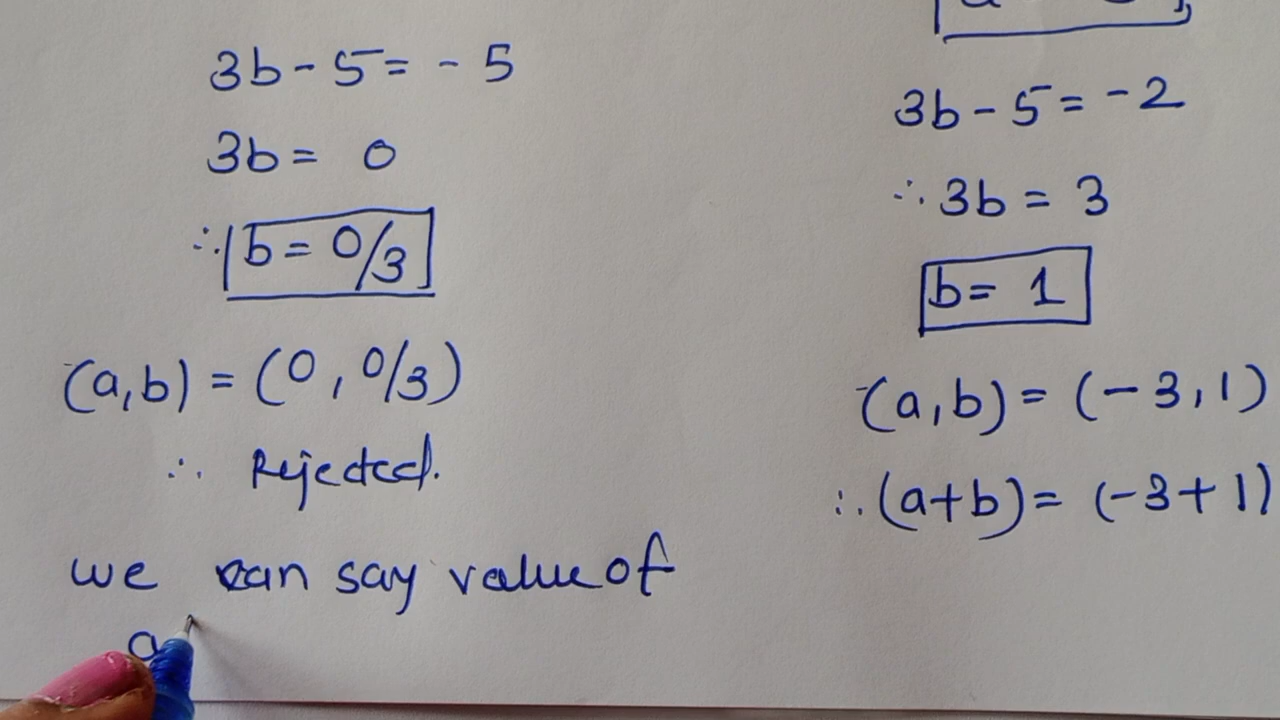 3b - 5 = - 5
3b = 0
∴ b = 0/3
(a,b) = (0, 0/3)
∴ Rejected.
we can say value of
a
3b - 5 = -2
∴ 3b = 3
b = 1
(a,b) = (-3,1)
∴ (a+b) = (-3+1)